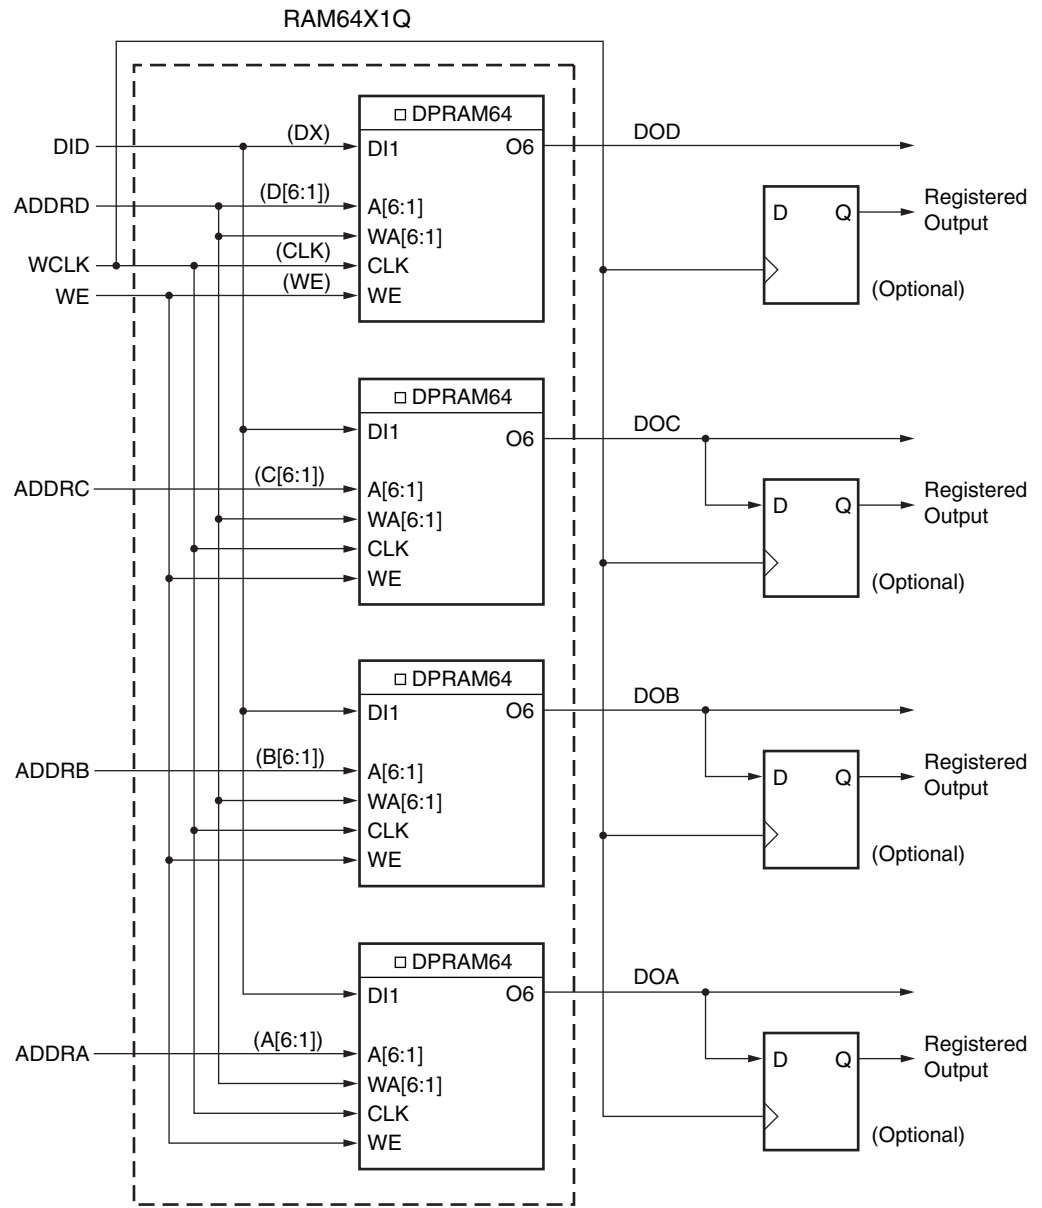 RAM64X1Q
DPRAM64
DID
(DX)
DI1
O6
DOD
ADDRD
(D[6:1])
A[6:1]
WA[6:1]
WCLK
(CLK)
CLK
WE
(WE)
WE
D
Q
Registered
Output
(Optional)
DPRAM64
DI1
O6
DOC
ADDRC
(C[6:1])
A[6:1]
WA[6:1]
CLK
WE
D
Q
Registered
Output
(Optional)
DPRAM64
DI1
O6
DOB
ADDRB
(B[6:1])
A[6:1]
WA[6:1]
CLK
WE
D
Q
Registered
Output
(Optional)
DPRAM64
DI1
O6
DOA
ADDRA
(A[6:1])
A[6:1]
WA[6:1]
CLK
WE
D
Q
Registered
Output
(Optional)